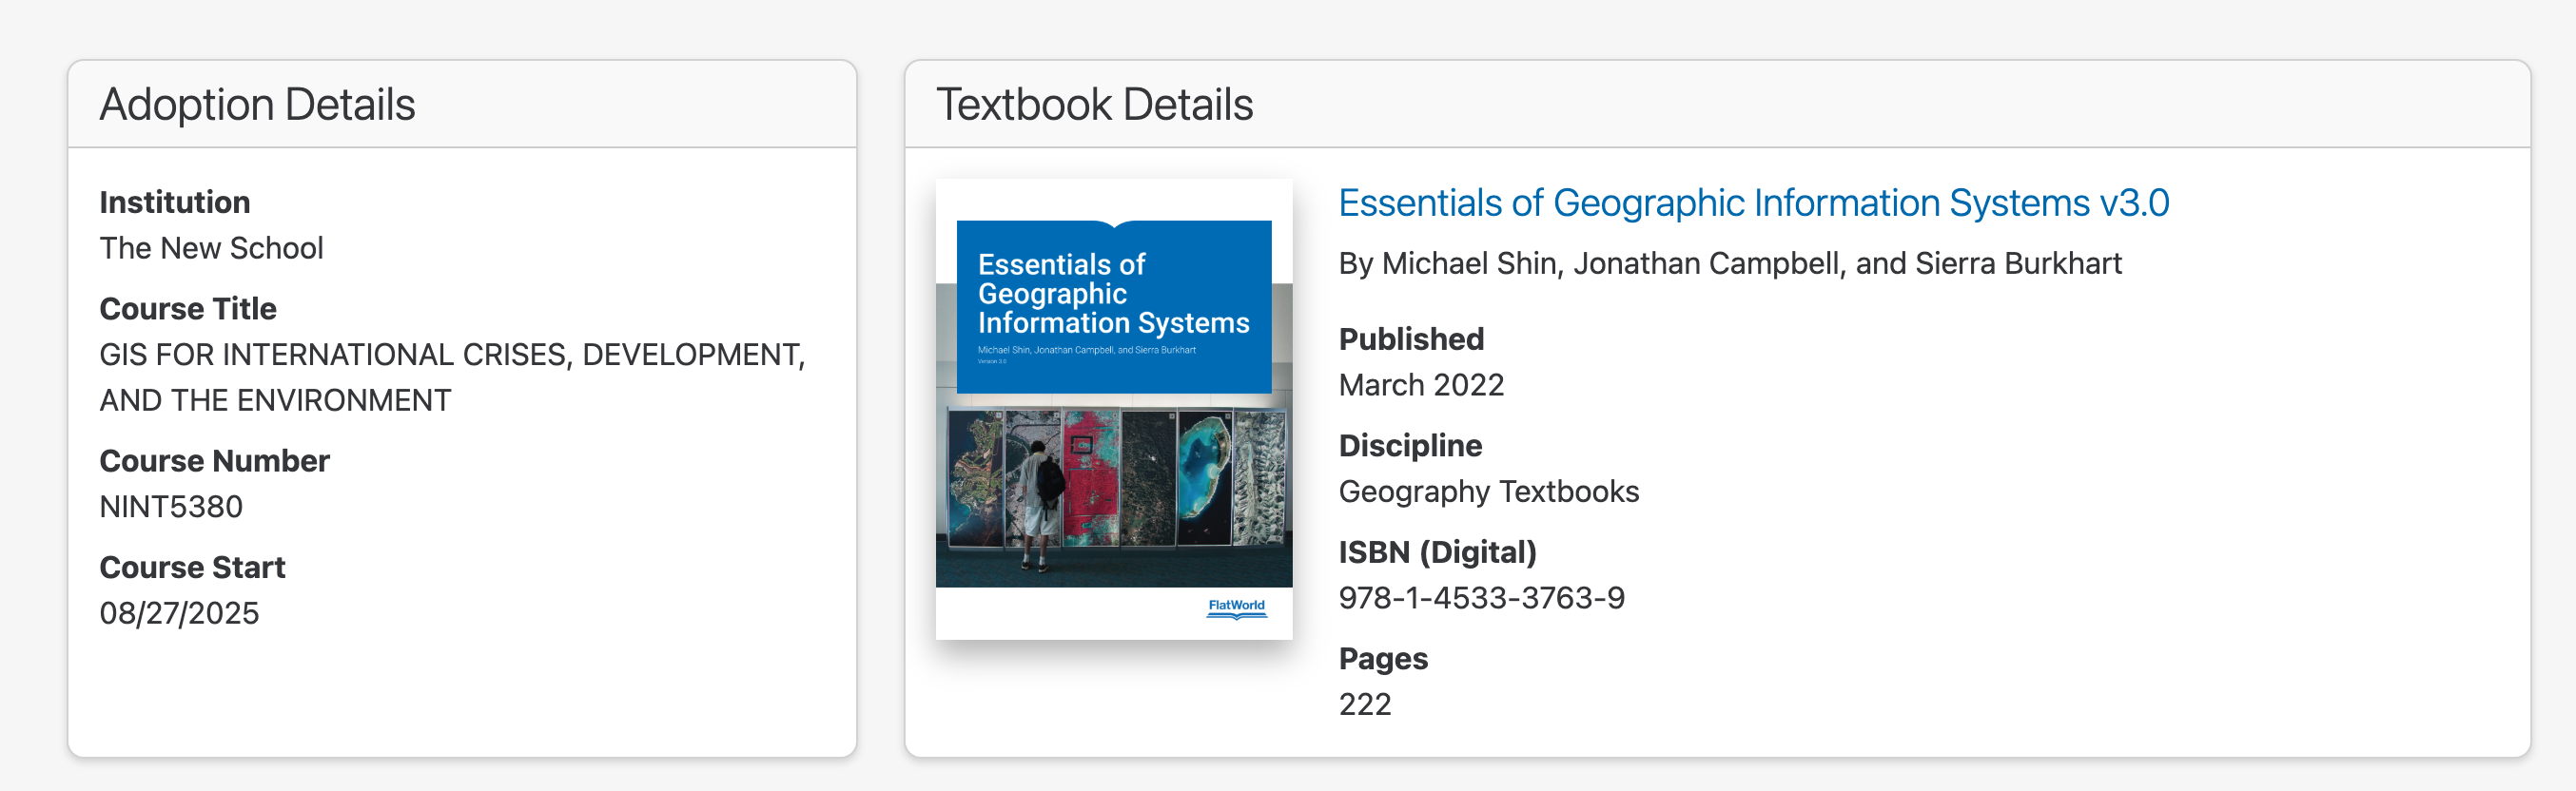 Adoption Details
Institution
The New School
Course Title
GIS FOR INTERNATIONAL CRISES, DEVELOPMENT,
AND THE ENVIRONMENT
Course Number
NINT5380
Course Start
08/27/2025
Textbook Details
Essentials of
Geographic
Information Systems
Michael Shin, Jonathan Campbell, and Sierra Burkhart
Version 3.0
FlatWorld
Essentials of Geographic Information Systems v3.0
By Michael Shin, Jonathan Campbell, and Sierra Burkhart
Published
March 2022
Discipline
Geography Textbooks
ISBN (Digital)
978-1-4533-3763-9
Pages
222